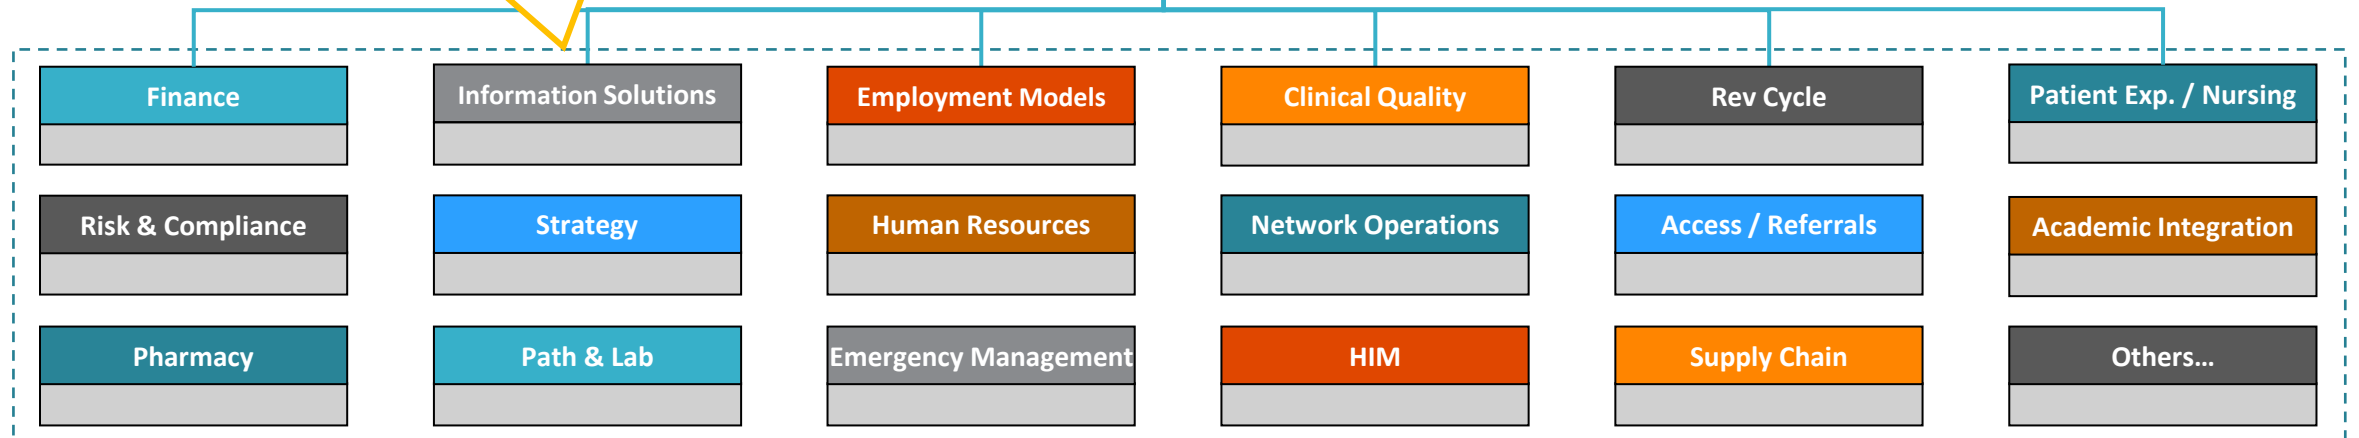 Finance
Information Solutions
Employment Models
Clinical Quality
Rev Cycle
Patient Exp. / Nursing
Risk & Compliance
Strategy
Human Resources
Network Operations
Access / Referrals
Academic Integration
Pharmacy
Path & Lab
Emergency Management
HIM
Supply Chain
Others…